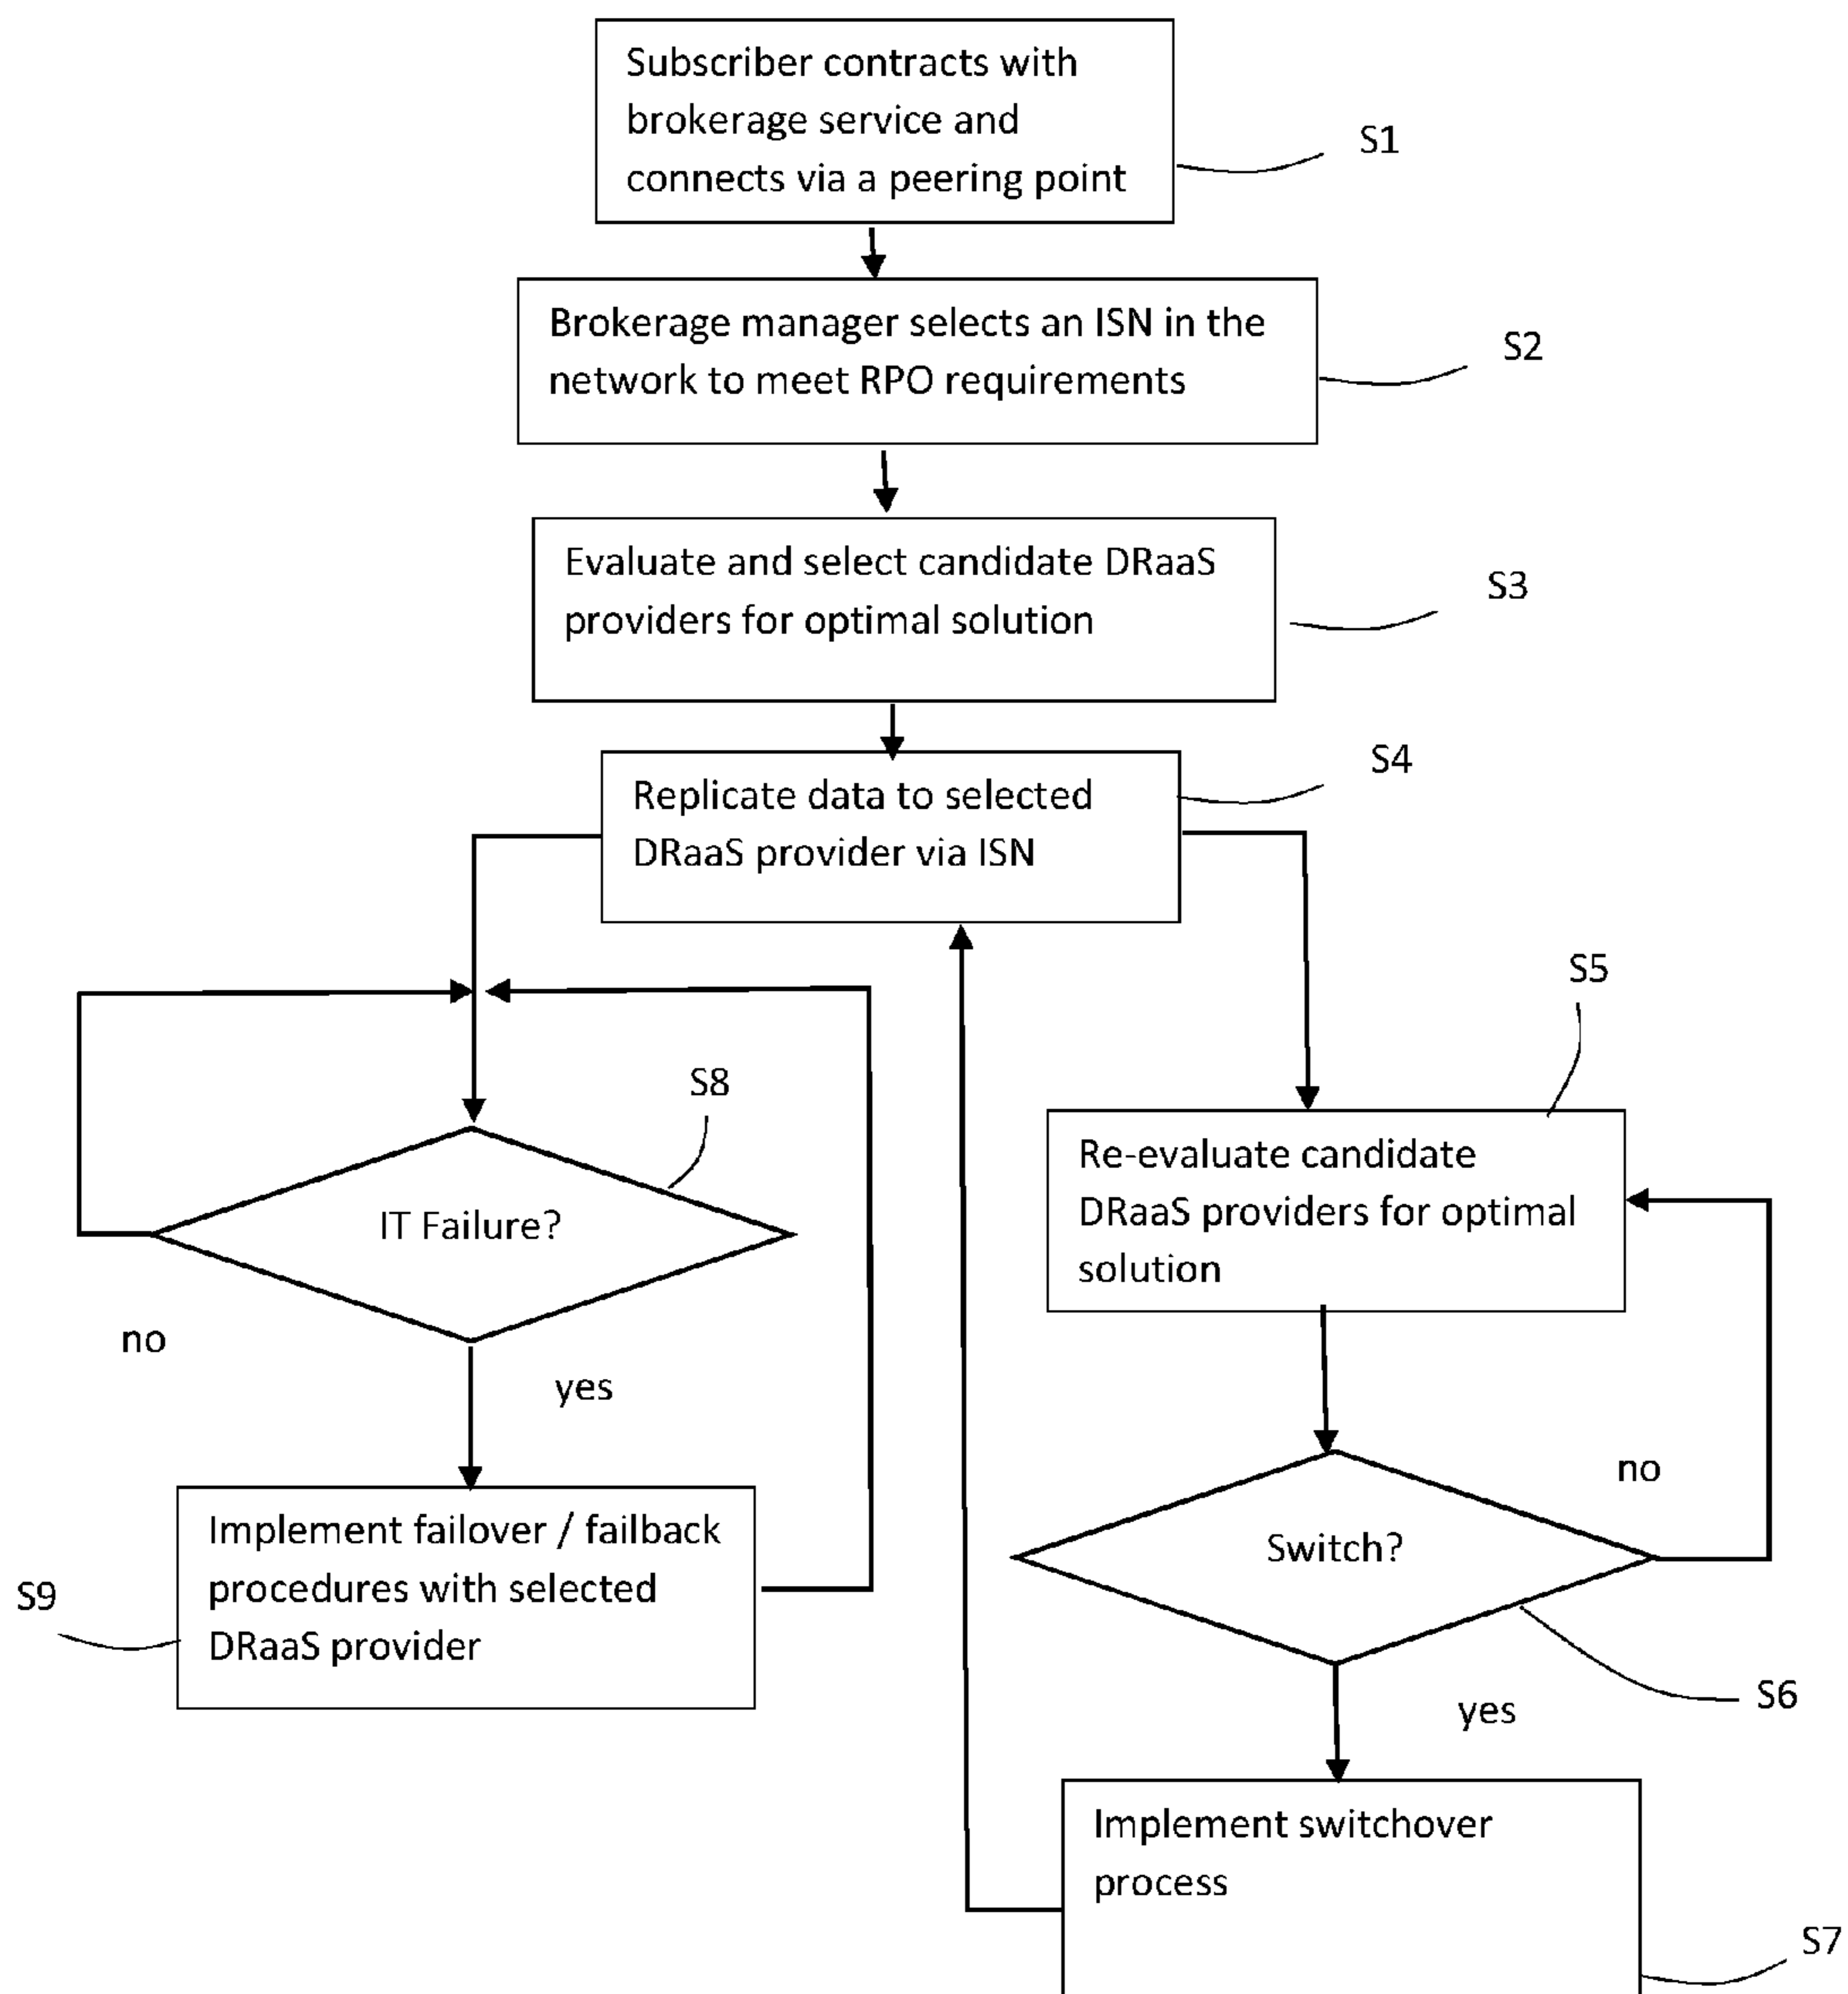 Subscriber contracts with
brokerage service and
connects via a peering point
S1
Brokerage manager selects an ISN in the
network to meet RPO requirements
S2
Evaluate and select candidate DRaaS
providers for optimal solution
S3
Replicate data to selected
DRaaS provider via ISN
S4
S5
Re-evaluate candidate
DRaaS providers for optimal
solution
S8
IT Failure?
no
yes
Implement failover / failback
procedures with selected
DRaaS provider
S9
no
Switch?
S6
yes
Implement switchover
process
S7